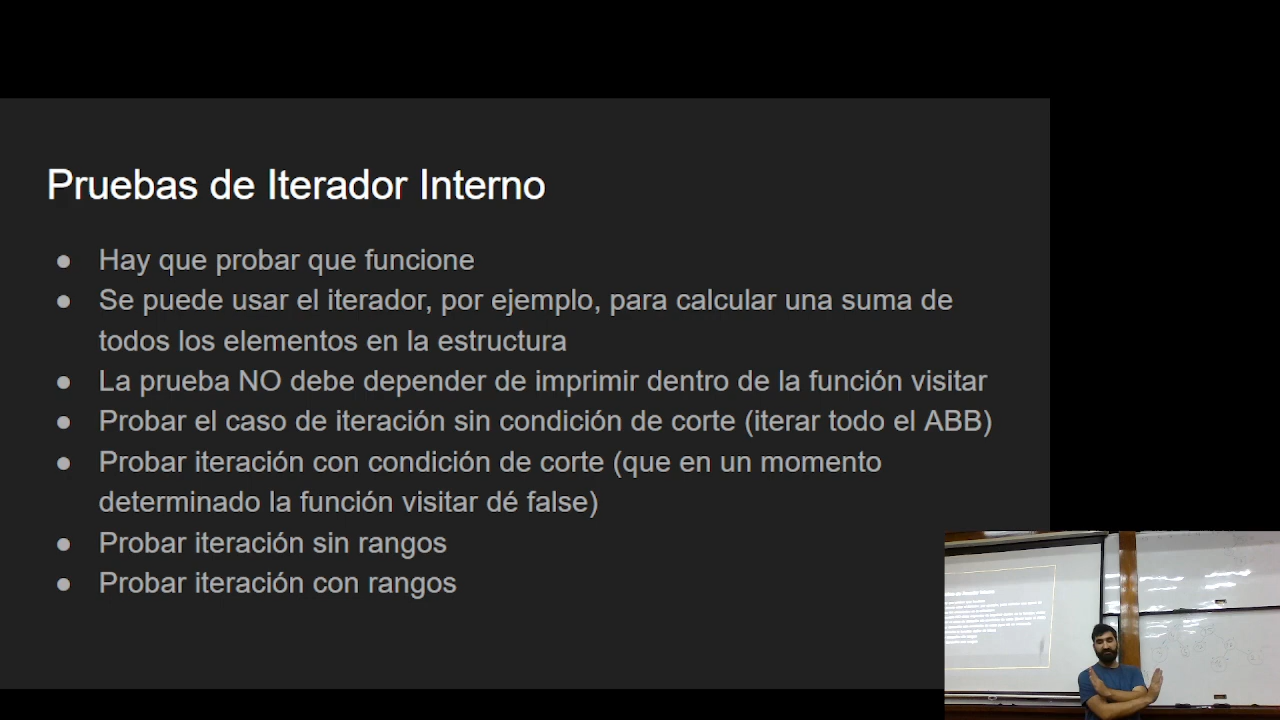 Pruebas de Iterador Interno
● Hay que probar que funcione
● Se puede usar el iterador, por ejemplo, para calcular una suma de
todos los elementos en la estructura
● La prueba NO debe depender de imprimir dentro de la función visitar
● Probar el caso de iteración sin condición de corte (iterar todo el ABB)
● Probar iteración con condición de corte (que en un momento
determinado la función visitar dé false)
● Probar iteración sin rangos
● Probar iteración con rangos